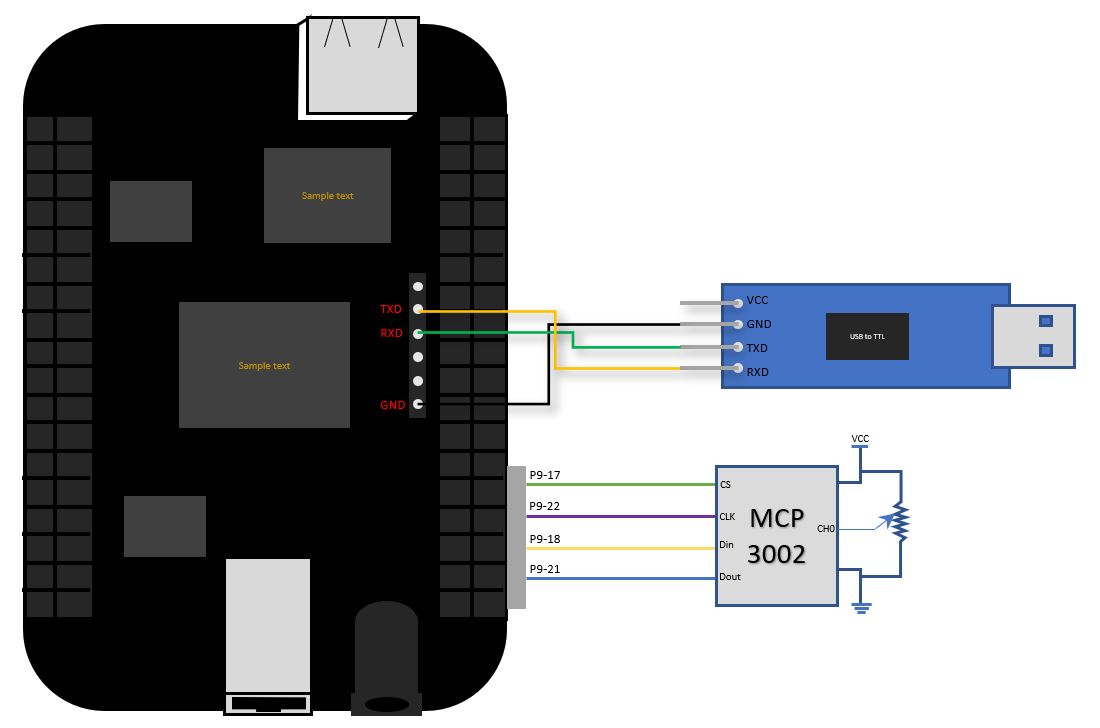 Sample text
Sample text
TXD
RXD
GND
VCC
GND
TXD
RXD
USB to TTL
P9-17
P9-22
P9-18
P9-21
CS
CLK
Din
Dout
MCP
3002
CH0
VCC